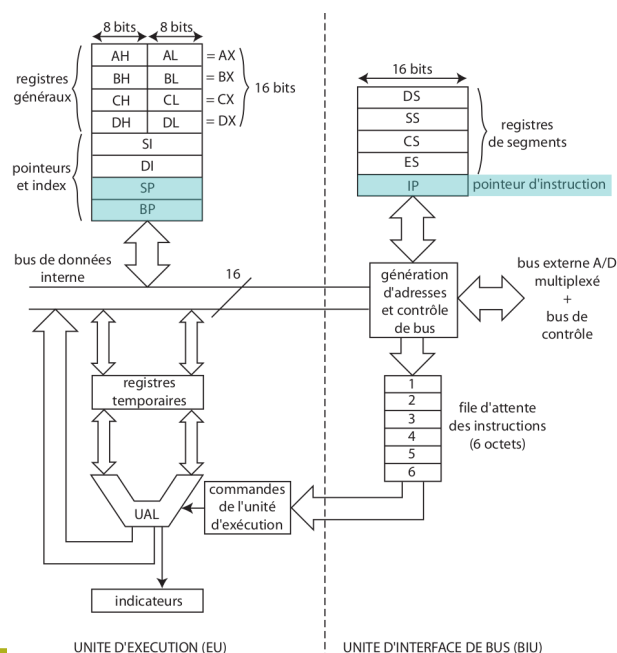 8 bits 8 bits
AH AL = AX
BH BL = BX
CH CL = CX
DH DL = DX
16 bits
registres
généraux
SI
DI
SP
BP
pointeurs
et index
16 bits
DS
SS
CS
ES
IP
registres
de segments
pointeur d'instruction
bus de données
interne
16
génération
d'adresses
et contrôle
de bus
bus externe A/D
multiplexé
+
bus de
contrôle
registres
temporaires
1
2
3
4
5
6
file d'attente
des instructions
(6 octets)
UAL
commandes
de l'unité
d'exécution
indicateurs
UNITE D'EXECUTION (EU)
UNITE D'INTERFACE DE BUS (BIU)